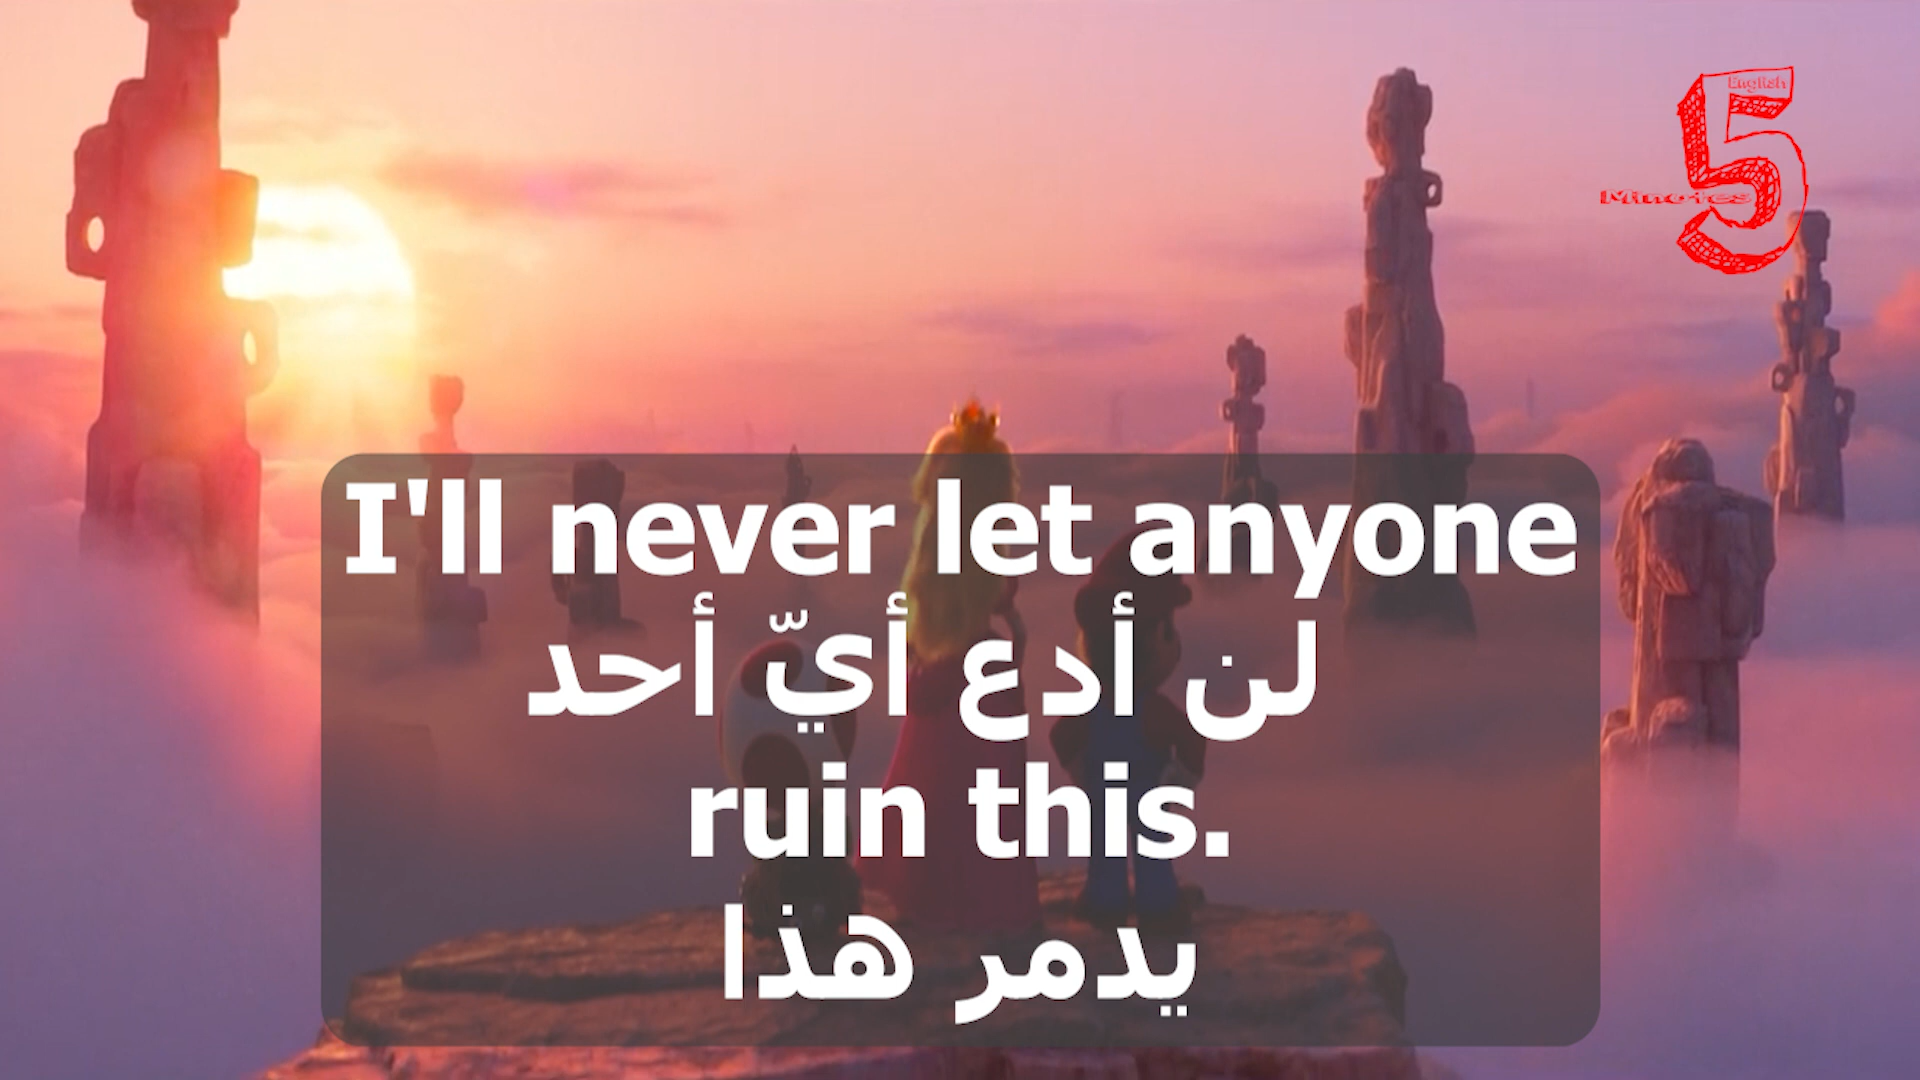 English
5
Minutes
I'll never let anyone
لن أدع أيّ أحد
ruin this.
يدمر هذا